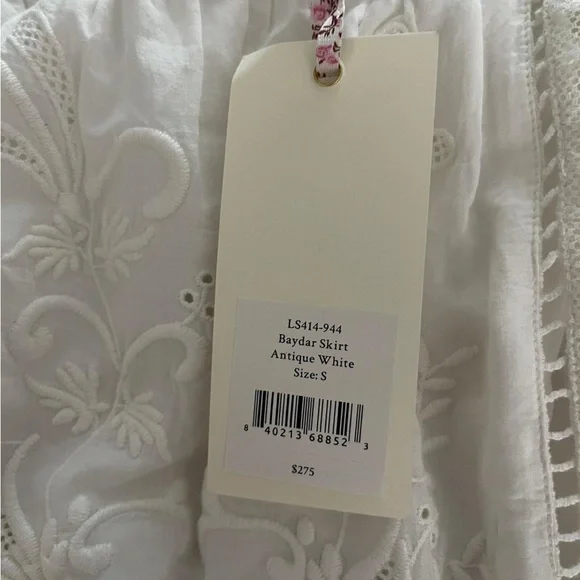 LS414-944
Baydar Skirt
Antique White
Size: S
8 40213 68852 3
$275